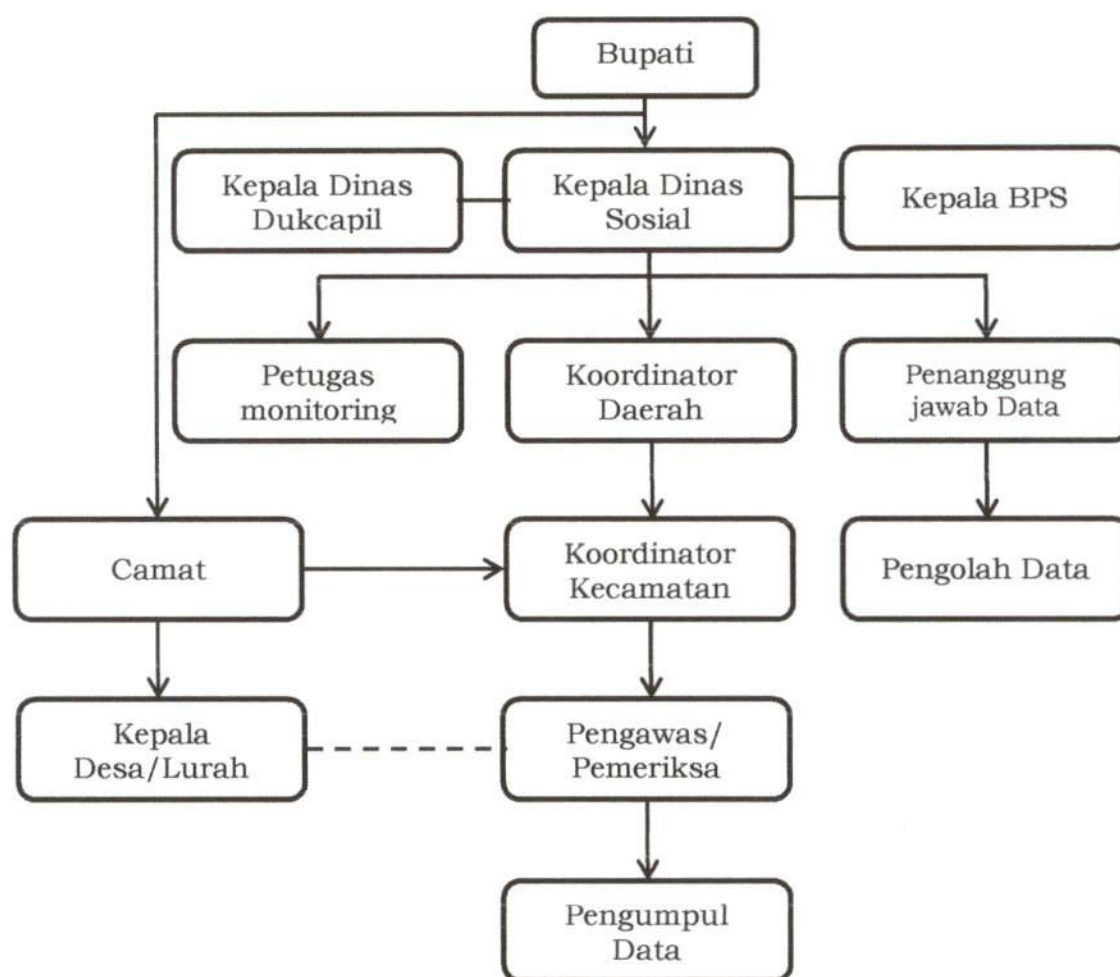 Bupati
Kepala Dinas
Dukcapil
Kepala Dinas
Sosial
Kepala BPS
Petugas
monitoring
Koordinator
Daerah
Penanggung
jawab Data
Camat
Koordinator
Kecamatan
Pengolah Data
Kepala
Desa/Lurah
Pengawas/
Pemeriksa
Pengumpul
Data